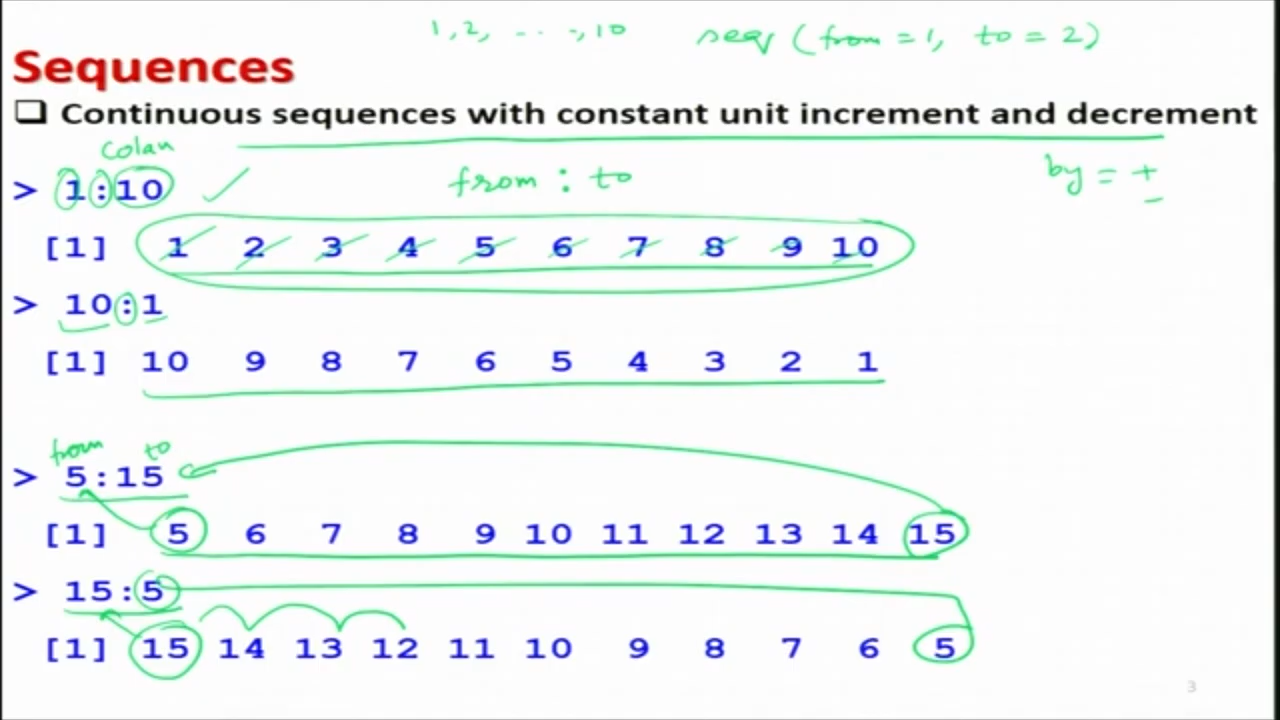 1, 2, ..., 10 seq (from = 1, to = 2)
Sequences
❑ Continuous sequences with constant unit increment and decrement
Colan
> 1:10 from : to by = + -
[1] 1 2 3 4 5 6 7 8 9 10
> 10:1
[1] 10 9 8 7 6 5 4 3 2 1
from to
> 5:15
[1] 5 6 7 8 9 10 11 12 13 14 15
> 15:5
[1] 15 14 13 12 11 10 9 8 7 6 5
3